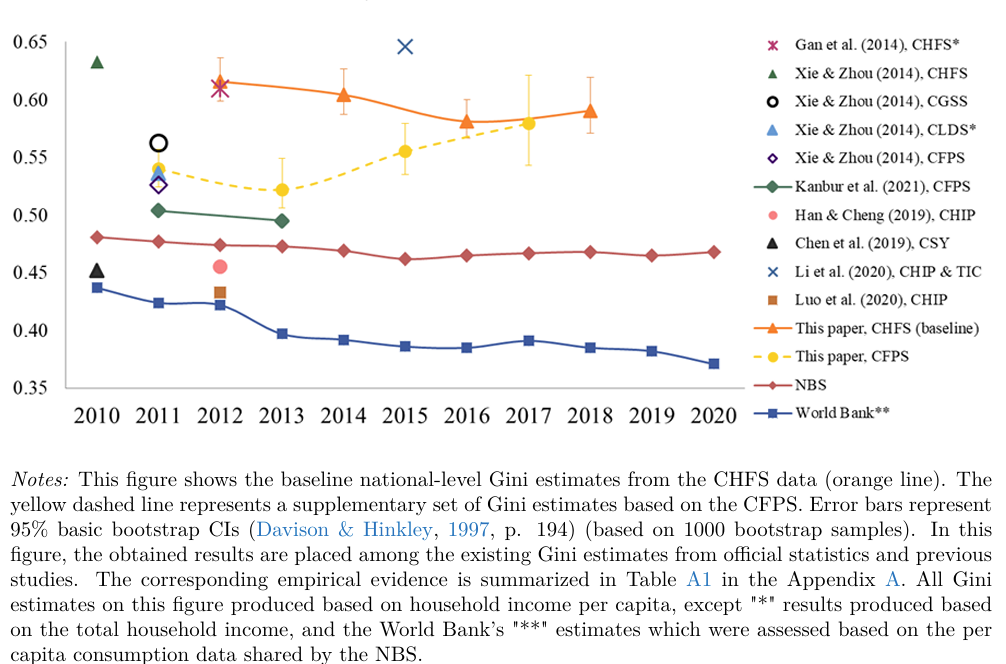 0.65
0.60
0.55
0.50
0.45
0.40
0.35
2010 2011 2012 2013 2014 2015 2016 2017 2018 2019 2020
Gan et al. (2014), CHFS*
Xie & Zhou (2014), CHFS
Xie & Zhou (2014), CGSS
Xie & Zhou (2014), CLDS*
Xie & Zhou (2014), CFPS
Kanbur et al. (2021), CFPS
Han & Cheng (2019), CHIP
Chen et al. (2019), CSY
Li et al. (2020), CHIP & TIC
Luo et al. (2020), CHIP
This paper, CHFS (baseline)
This paper, CFPS
NBS
World Bank**
Notes: This figure shows the baseline national-level Gini estimates from the CHFS data (orange line). The
yellow dashed line represents a supplementary set of Gini estimates based on the CFPS. Error bars represent
95% basic bootstrap CIs (Davison & Hinkley, 1997, p. 194) (based on 1000 bootstrap samples). In this
figure, the obtained results are placed among the existing Gini estimates from official statistics and previous
studies. The corresponding empirical evidence is summarized in Table A1 in the Appendix A. All Gini
estimates on this figure produced based on household income per capita, except "*" results produced based
on the total household income, and the World Bank's "**" estimates which were assessed based on the per
capita consumption data shared by the NBS.